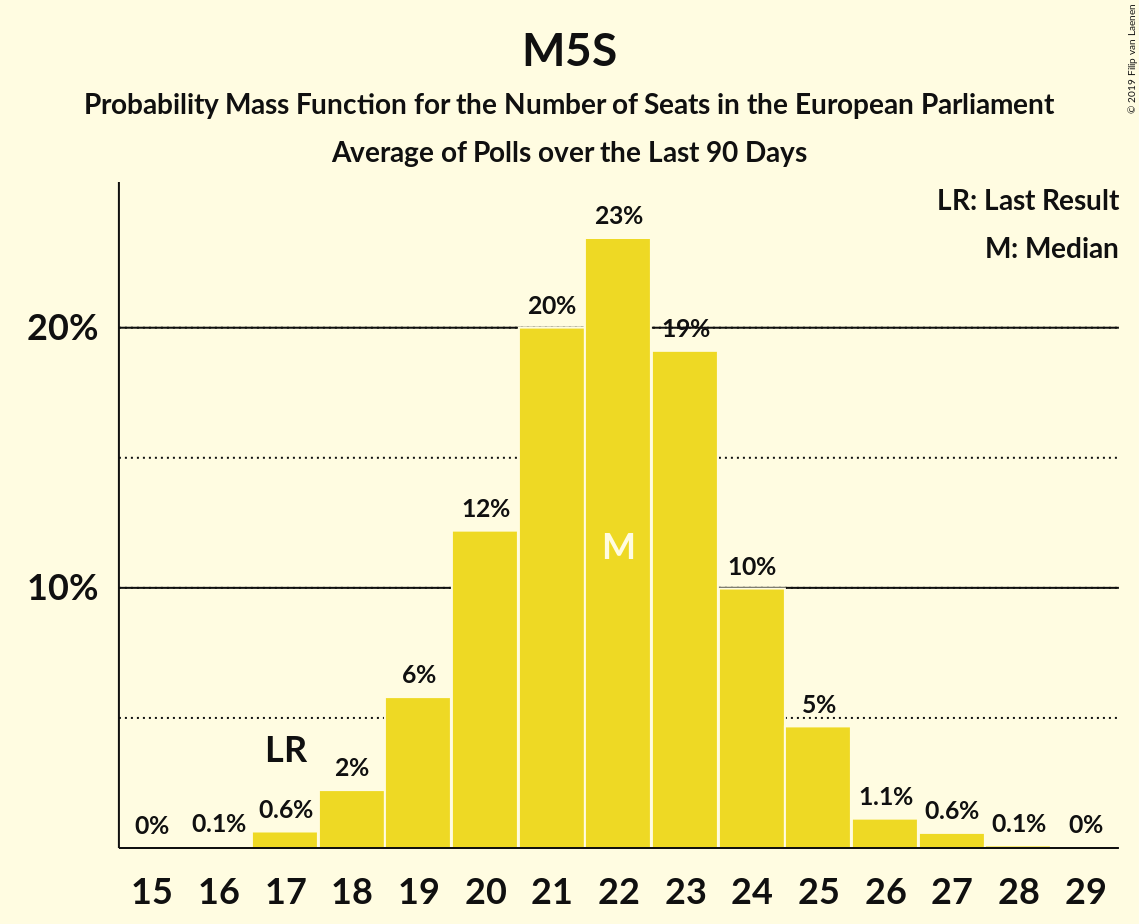 M5S
Probability Mass Function for the Number of Seats in the European Parliament
Average of Polls over the Last 90 Days
© 2019 Filip van Laenen
LR: Last Result
M: Median
23%
20%
20%
19%
12%
M
10%
10%
6%
5%
LR
2%
0%
0.1%
0.6%
1.1%
0.6%
0.1%
0%
15 16 17 18 19 20 21 22 23 24 25 26 27 28 29